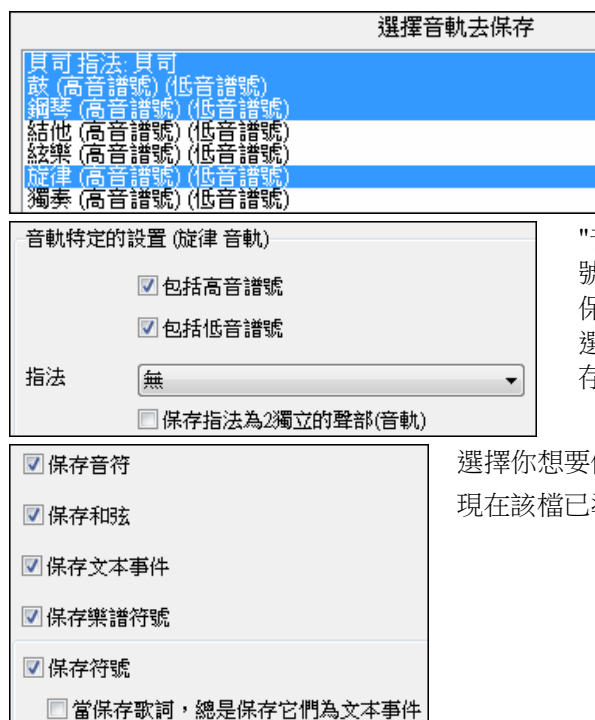 選擇音軌去保存
貝司 指法: 貝司
鼓 (高音譜號) (低音譜號)
鋼琴 (高音譜號) (低音譜號)
結他 (高音譜號) (低音譜號)
絃樂 (高音譜號) (低音譜號)
旋律 (高音譜號) (低音譜號)
獨奏 (高音譜號) (低音譜號)
音軌特定的設置 (旋律 音軌)
包括高音譜號
包括低音譜號
指法
無
保存指法為2獨立的聲部(音軌)
號
保
選
存
保存音符
保存和弦
保存文本事件
保存樂譜符號
保存符號
當保存歌詞，總是保存它們為文本事件
選擇你想要
現在該檔已